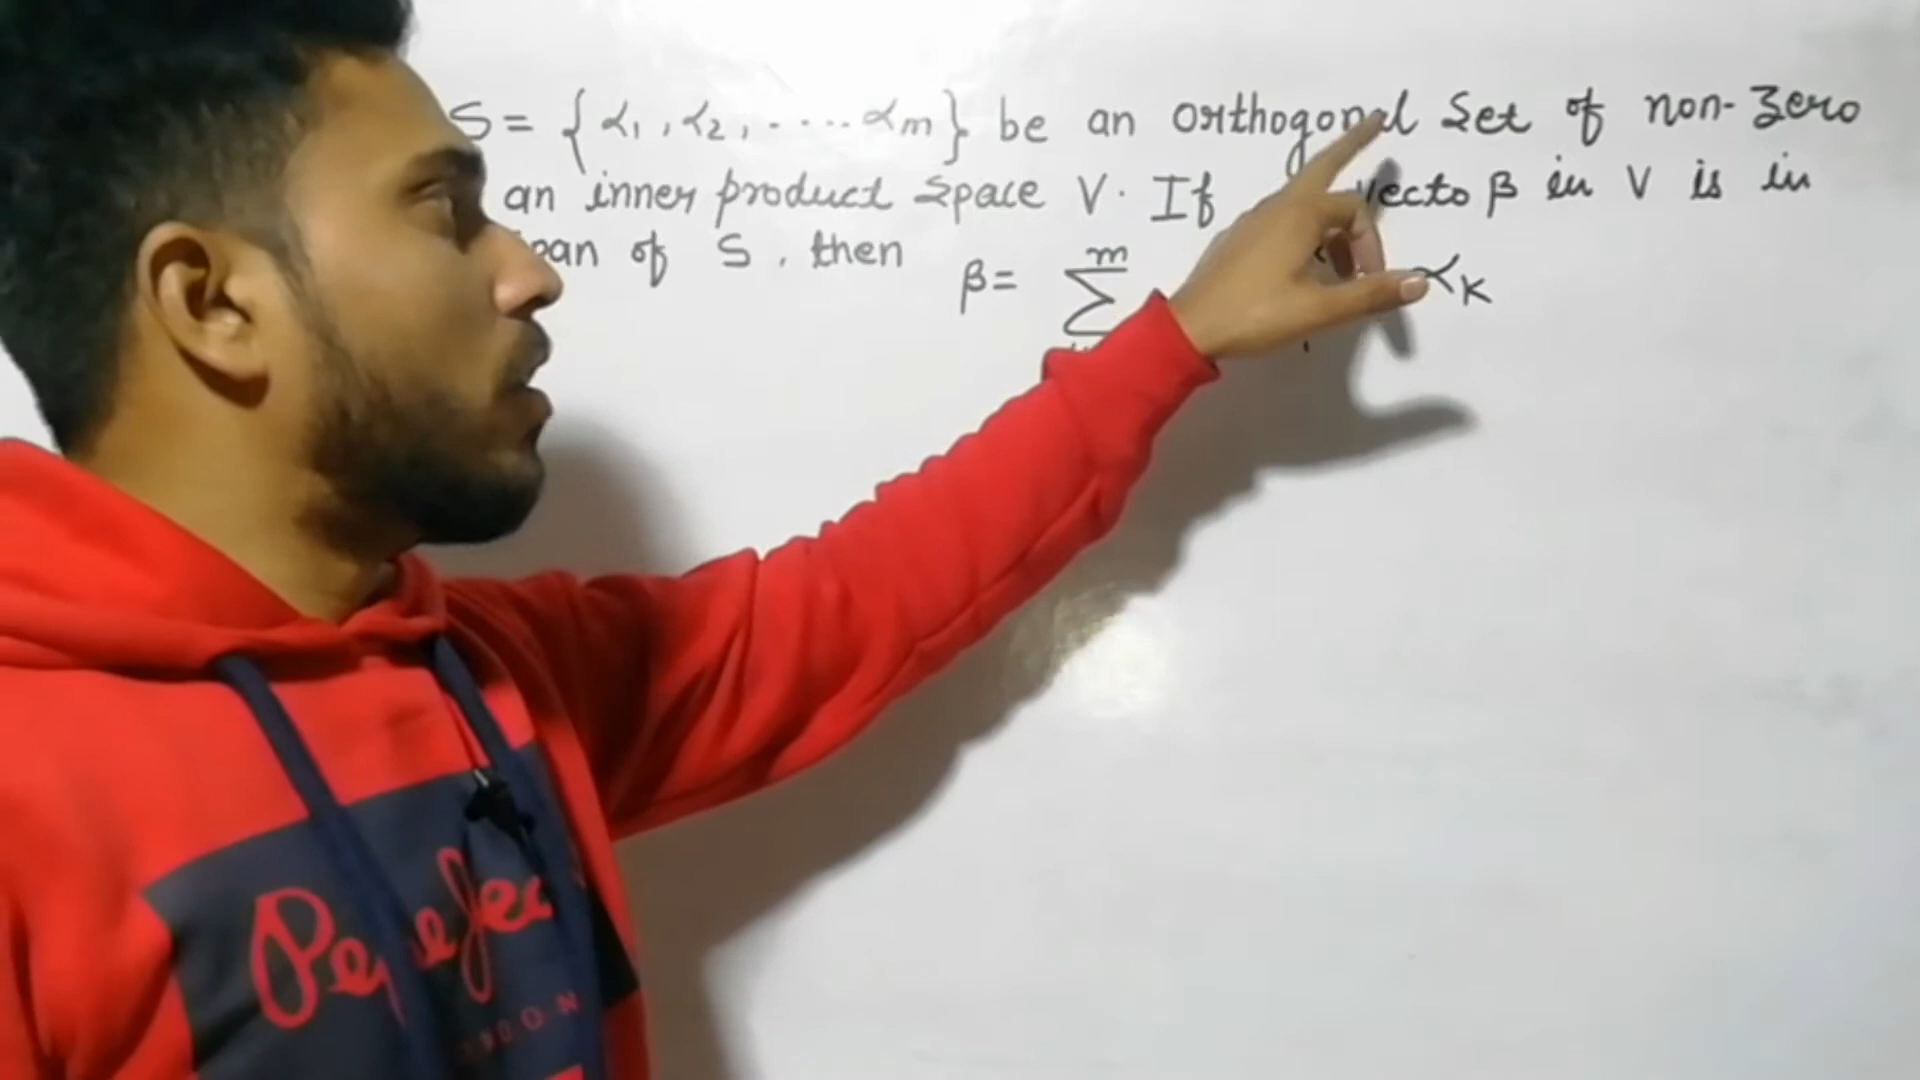 S = {α₁, α₂, ..... αm} be an orthogonal set of non-zero
an inner product space V. If vecto β in V is in
of S, then
β = Σ m αK
Pe